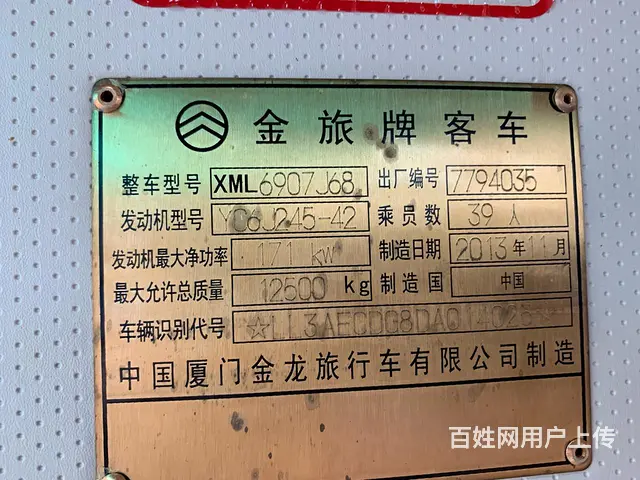 金旅牌客车
整车型号 XML6907J68 出厂编号 7794035
发动机型号 YC6J245-42 乘员数 39人
发动机最大净功率 171 kw 制造日期 2013年11月
最大允许总质量 12500 kg 制造国 中国
车辆识别代号
中国厦门金龙旅行车有限公司制造
百姓网用户上传